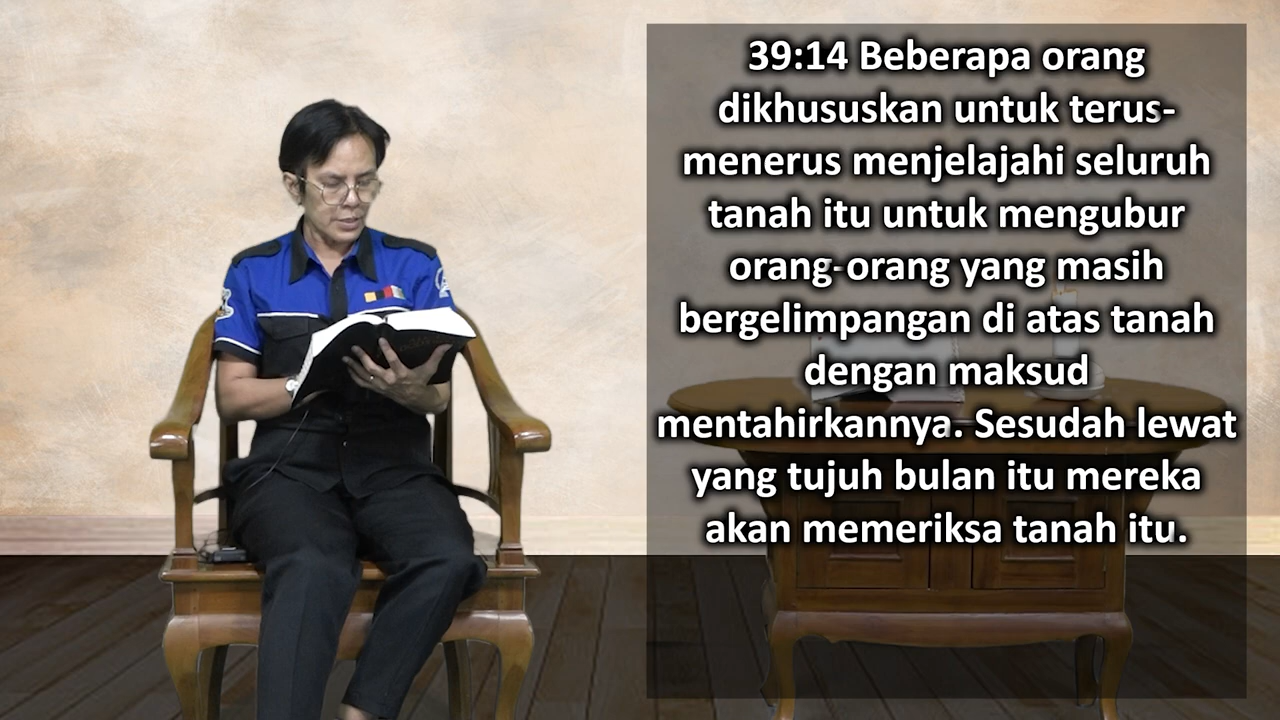 39:14 Beberapa orang
dikhususkan untuk terus-
menerus menjelajahi seluruh
tanah itu untuk mengubur
orang-orang yang masih
bergelimpangan di atas tanah
dengan maksud
mentahirkannya. Sesudah lewat
yang tujuh bulan itu mereka
akan memeriksa tanah itu.